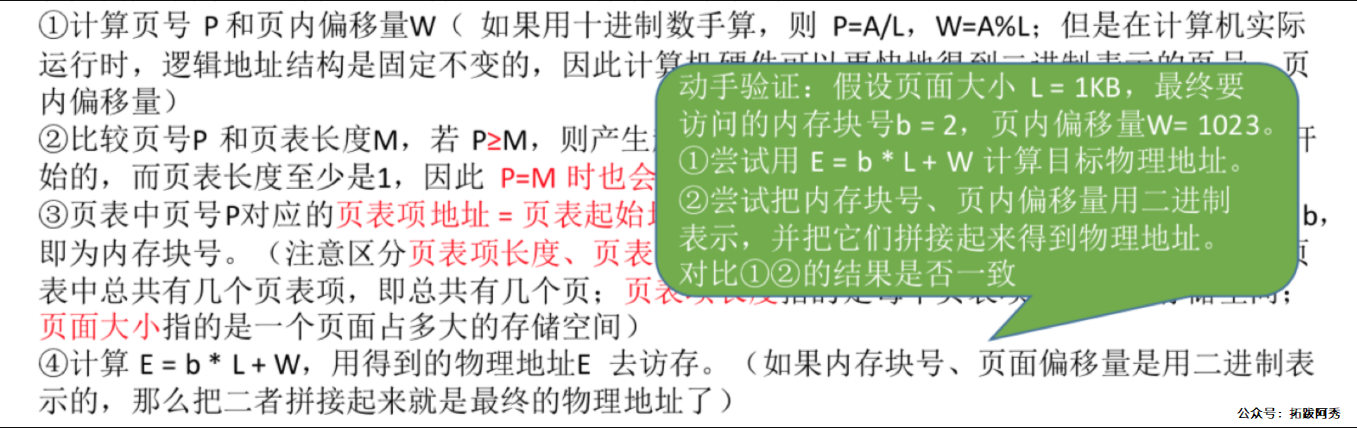 ①计算页号 P 和页内偏移量W（ 如果用十进制数手算，则 P=A/L，W=A%L；但是在计算机实际
运行时，逻辑地址结构是固定不变的，因此计算机硬件可以更快地得到二进制表示的页号、页
内偏移量）
②比较页号P 和页表长度M，若 P≥M，则产生
始的，而页表长度至少是1，因此 P=M 时也会
③页表中页号P对应的页表项地址 = 页表起始 b，
即为内存块号。（注意区分页表项长度、页表
表中总共有几个页表项，即总共有几个页；页表项长度指的是每个页表项 存储空间；
页面大小指的是一个页面占多大的存储空间）
④计算 E = b * L + W，用得到的物理地址E 去访存。（如果内存块号、页面偏移量是用二进制表
示的，那么把二者拼接起来就是最终的物理地址了）
动手验证：假设页面大小 L = 1KB，最终要
访问的内存块号b = 2，页内偏移量W= 1023。
①尝试用 E = b * L + W 计算目标物理地址。
②尝试把内存块号、页内偏移量用二进制
表示，并把它们拼接起来得到物理地址。
对比①②的结果是否一致
公众号：拓跋阿秀